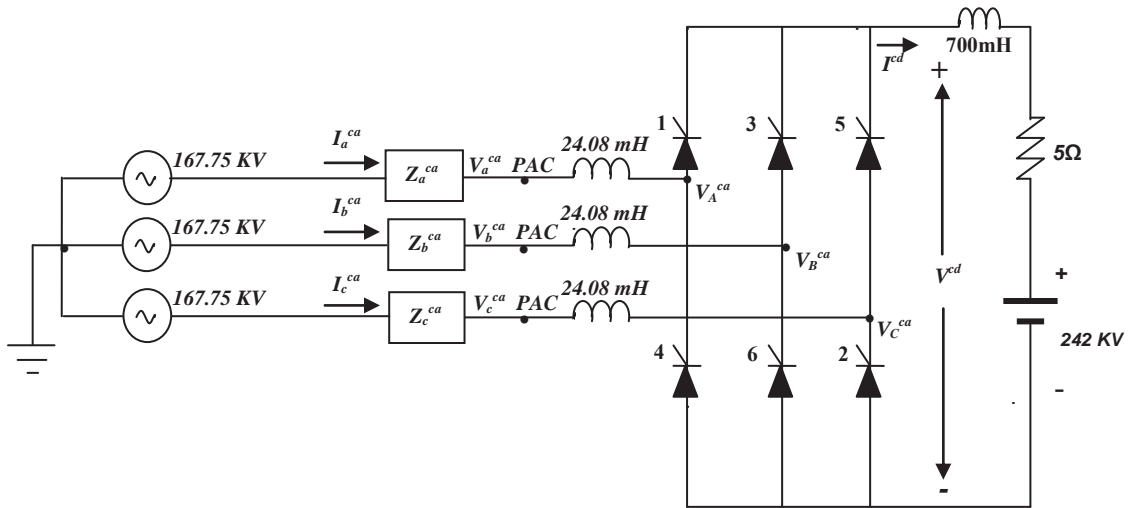 700mH
I^cd
+
1
3
5
24.08 mH
5Ω
I_a^ca
167.75 KV
Z_a^ca
V_a^ca PAC
V_A^ca
24.08 mH
I_b^ca
167.75 KV
Z_b^ca
V_b^ca PAC
V_B^ca
V^cd
+
24.08 mH
I_c^ca
167.75 KV
Z_c^ca
V_c^ca PAC
V_C^ca
242 KV
4
6
2
-
-